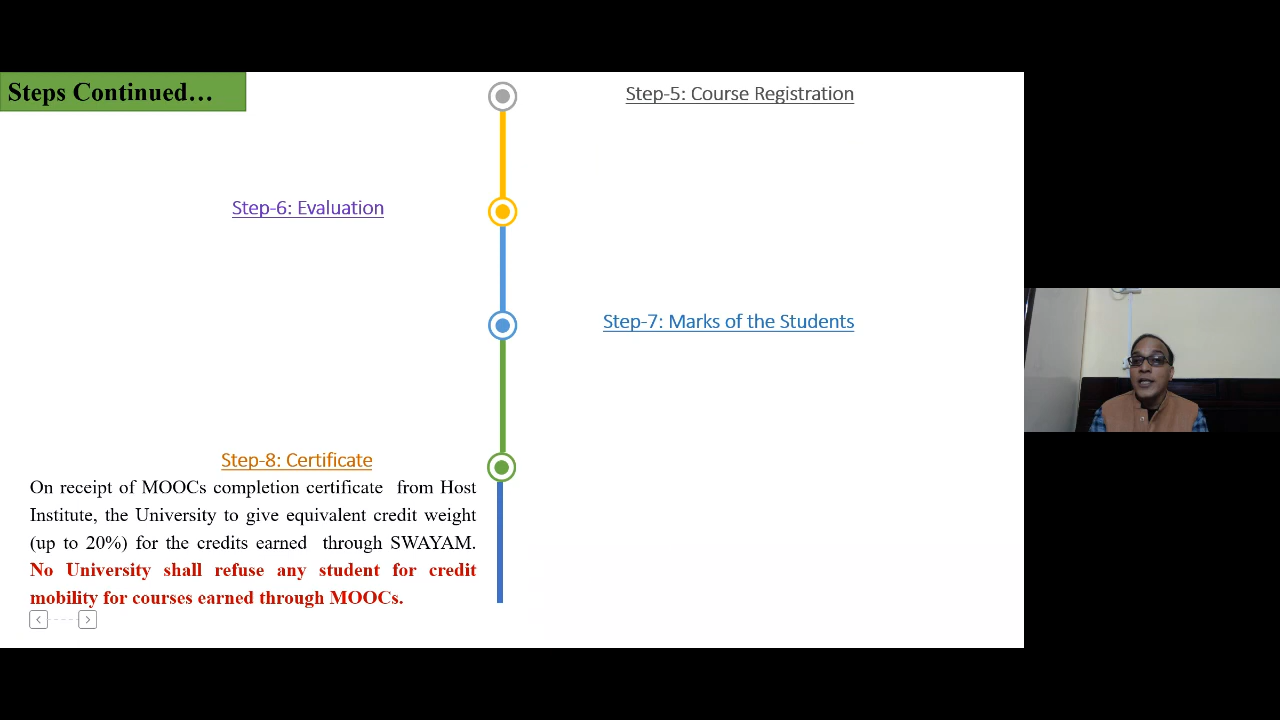 Steps Continued…
Step-5: Course Registration
Step-6: Evaluation
Step-7: Marks of the Students
Step-8: Certificate
On receipt of MOOCs completion certificate from Host
Institute, the University to give equivalent credit weight
(up to 20%) for the credits earned through SWAYAM.
No University shall refuse any student for credit
mobility for courses earned through MOOCs.